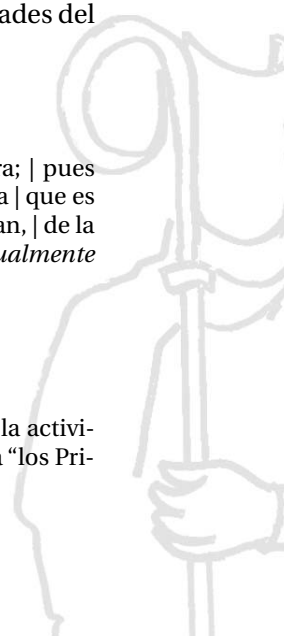 ades del
ra; | pues
a | que es
an, | de la
ualmente
la activi-
a “los Pri-